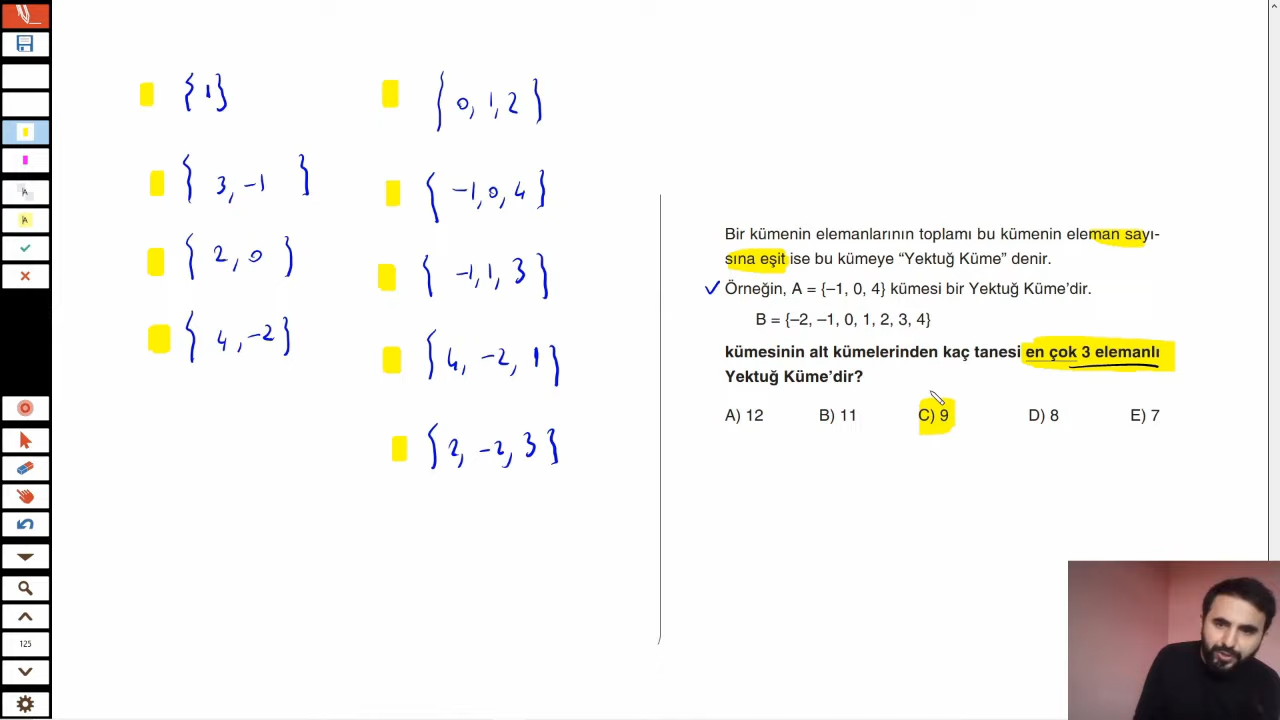 {1}
{3, -1}
{2, 0}
{4, -2}
{0, 1, 2}
{-1, 0, 4}
{-1, 1, 3}
{4, -2, 1}
{2, -2, 3}
Bir kümenin elemanlarının toplamı bu kümenin eleman sayı-
sına eşit ise bu kümeye “Yektuğ Küme” denir.
Örneğin, A = {–1, 0, 4} kümesi bir Yektuğ Küme’dir.
B = {–2, –1, 0, 1, 2, 3, 4}
kümesinin alt kümelerinden kaç tanesi en çok 3 elemanlı
Yektuğ Küme’dir?
A) 12 B) 11 C) 9 D) 8 E) 7
A
A
125